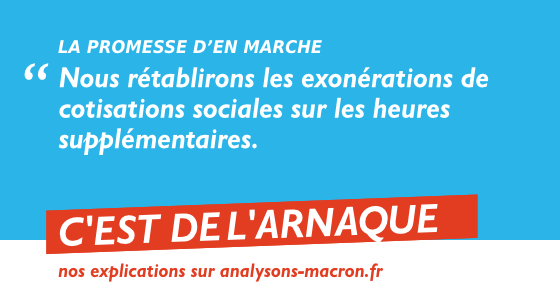 LA PROMESSE D’EN MARCHE
“ Nous rétablirons les exonérations de
cotisations sociales sur les heures
supplémentaires.
C'EST DE L'ARNAQUE
nos explications sur analysons-macron.fr